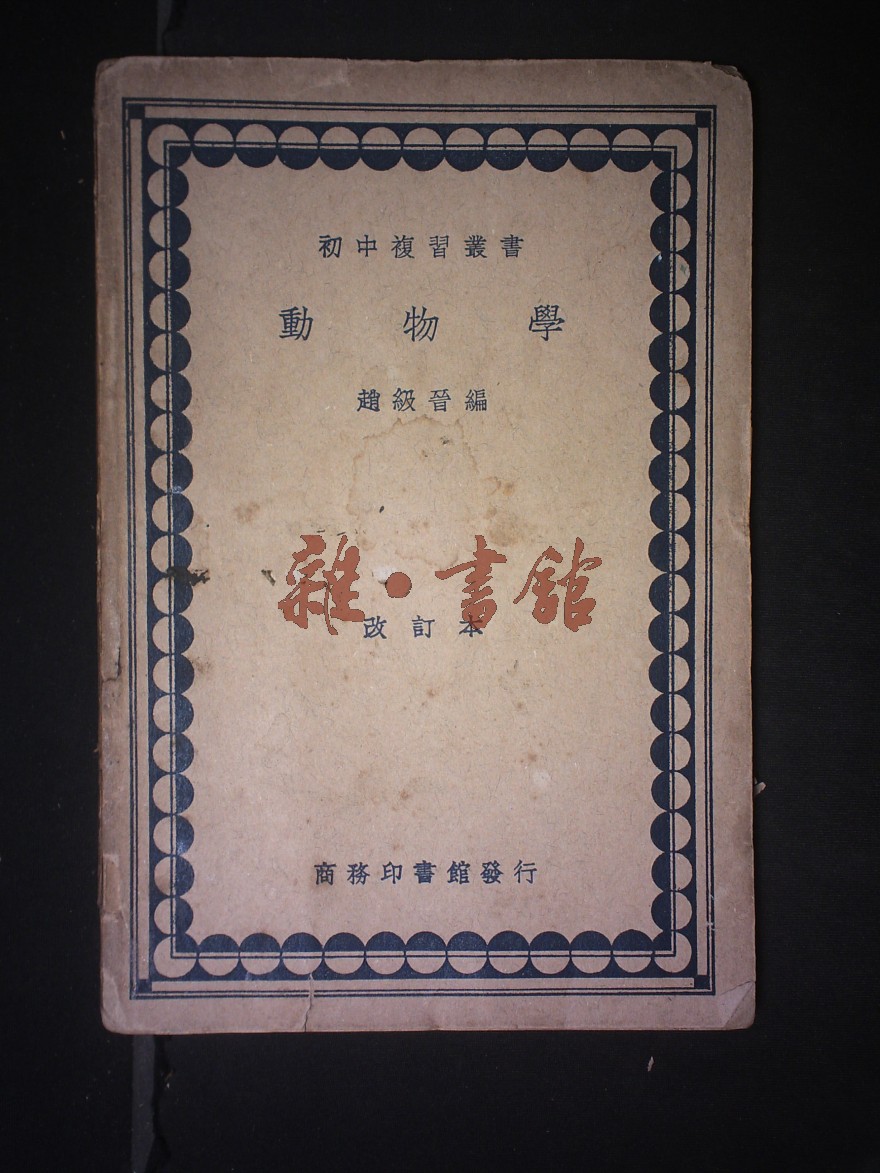 初中複習叢書
動物學
趙級晉編
雜·書館
改訂本
商務印書館發行